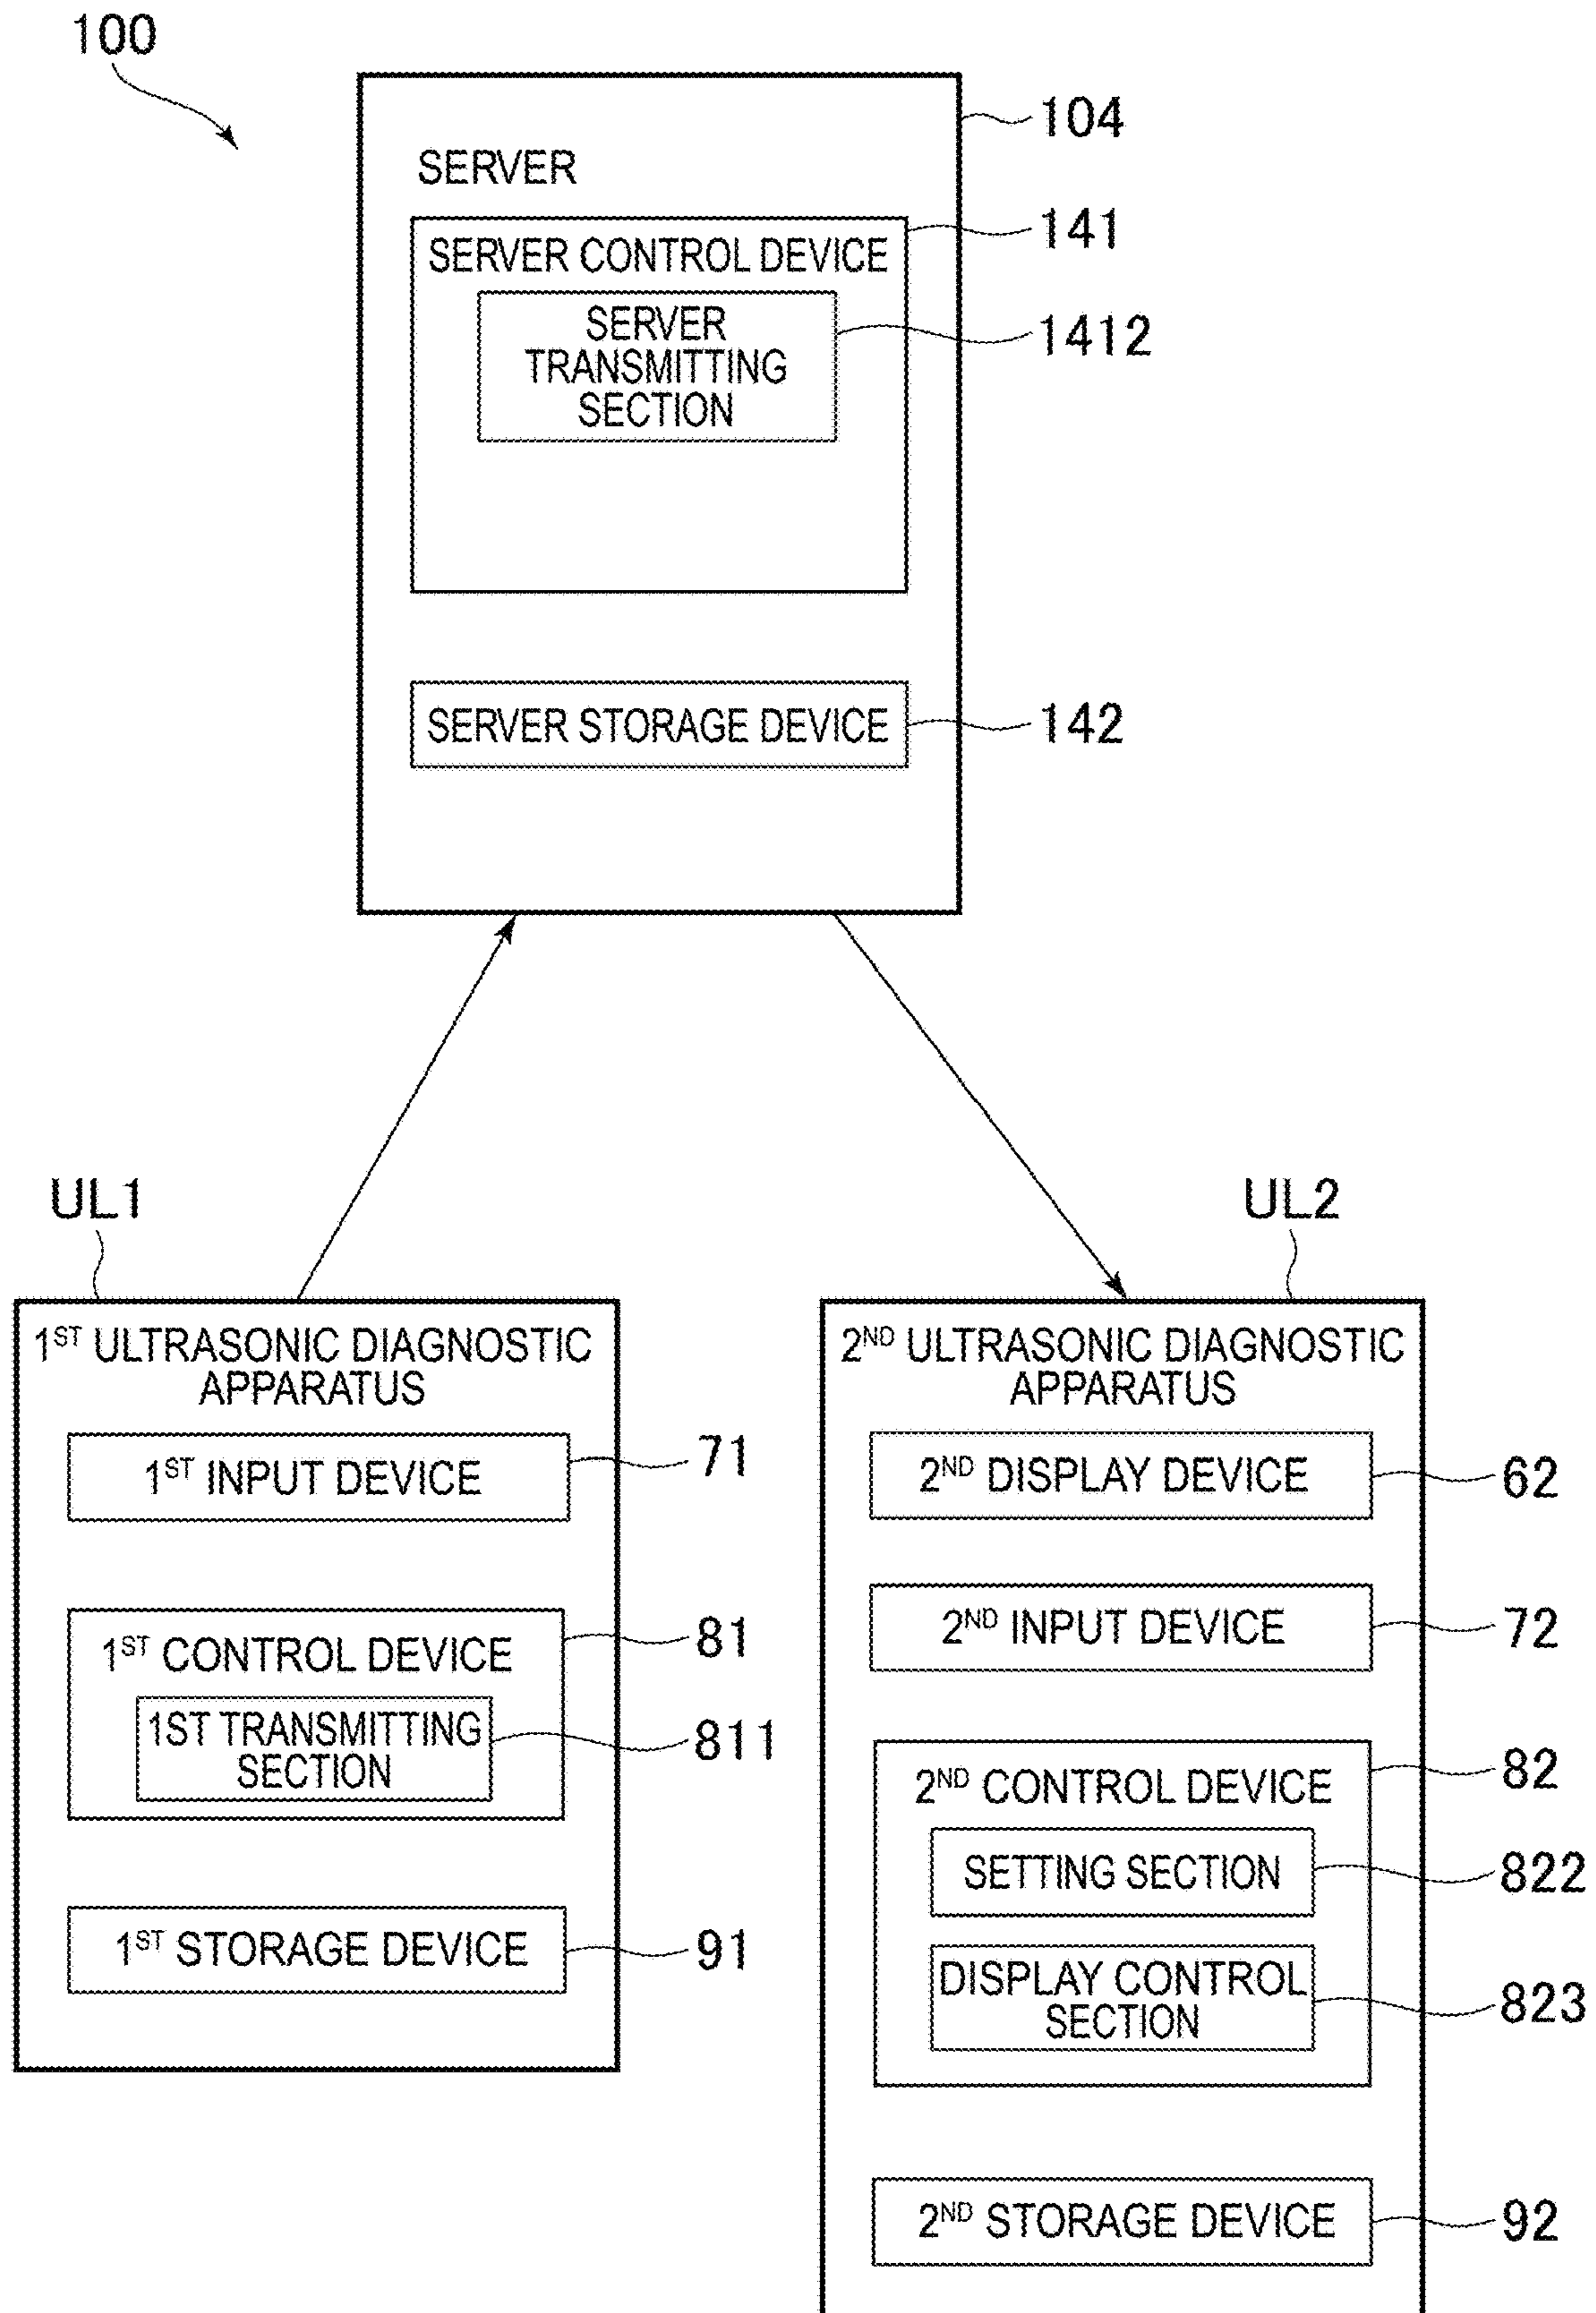 100
104
SERVER
141
SERVER CONTROL DEVICE
SERVER
TRANSMITTING
SECTION
1412
SERVER STORAGE DEVICE
142
UL1
UL2
1ST ULTRASONIC DIAGNOSTIC
APPARATUS
1ST INPUT DEVICE
71
1ST CONTROL DEVICE
81
1ST TRANSMITTING
SECTION
811
1ST STORAGE DEVICE
91
2ND ULTRASONIC DIAGNOSTIC
APPARATUS
2ND DISPLAY DEVICE
62
2ND INPUT DEVICE
72
2ND CONTROL DEVICE
82
SETTING SECTION
822
DISPLAY CONTROL
SECTION
823
2ND STORAGE DEVICE
92